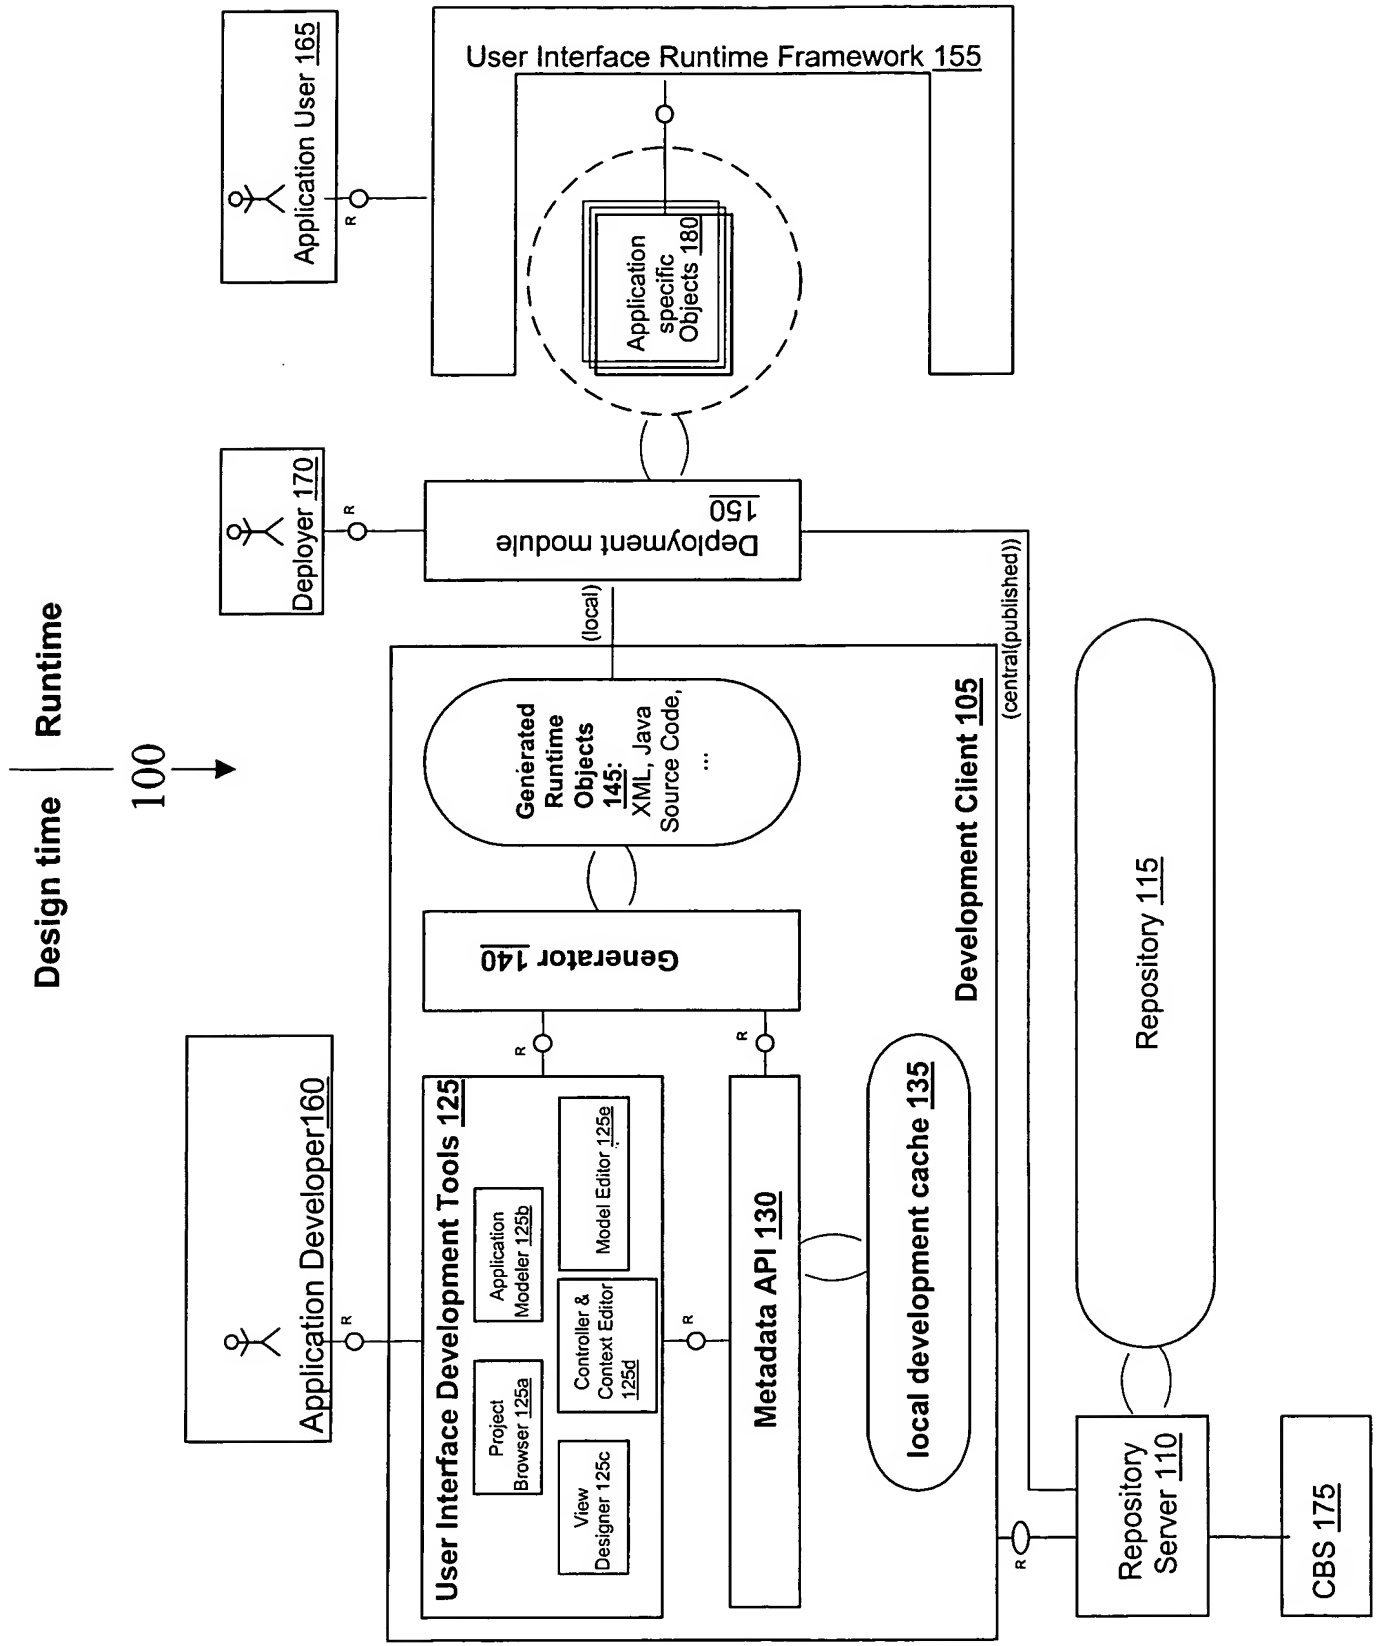 Design time
Runtime
100
Application Developer160
R
Deployer 170
R
Application User 165
R
User Interface Development Tools 125
Project
Browser 125a
Application
Modeler 125b
View
Designer 125c
Controller &
Context Editor
125d
Model Editor 125e
R
R
Metadata API 130
R
local development cache 135
Generator 140
Generated
Runtime
Objects
145:
XML, Java
Source Code,
...
Development Client 105
(local)
Deployment module
150
(central(published))
User Interface Runtime Framework 155
Application
specific
Objects 180
R
Repository
Server 110
Repository 115
CBS 175